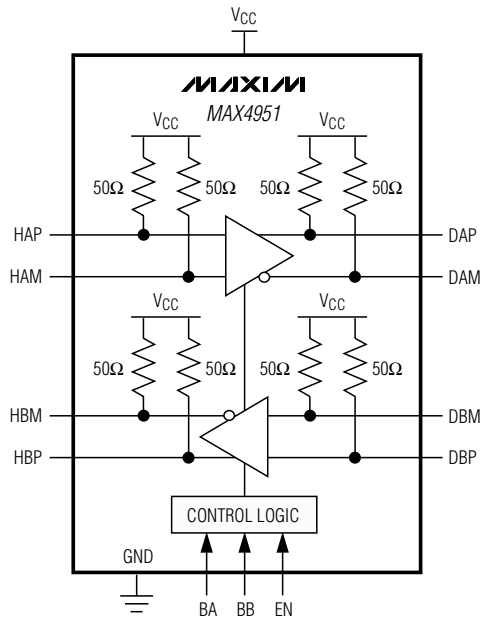 VCC
MAXIM
MAX4951
VCC VCC
50Ω 50Ω 50Ω 50Ω
HAP DAP
HAM DAM
VCC VCC
50Ω 50Ω 50Ω 50Ω
HBM DBM
HBP DBP
CONTROL LOGIC
GND
BA BB EN